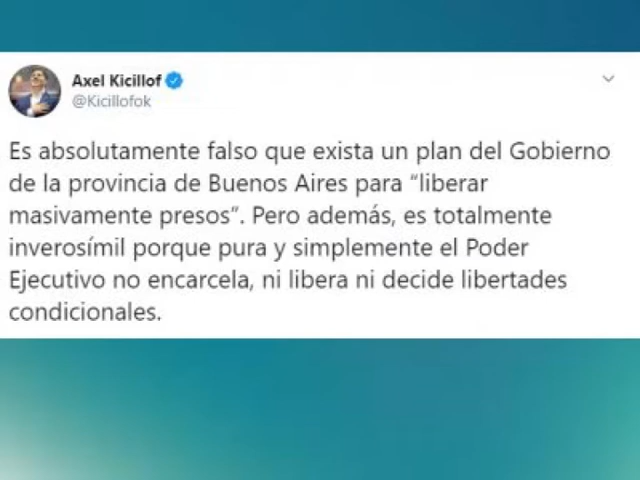 Axel Kicillof
@Kicillofok
Es absolutamente falso que exista un plan del Gobierno
de la provincia de Buenos Aires para “liberar
masivamente presos”. Pero además, es totalmente
inverosímil porque pura y simplemente el Poder
Ejecutivo no encarcela, ni libera ni decide libertades
condicionales.